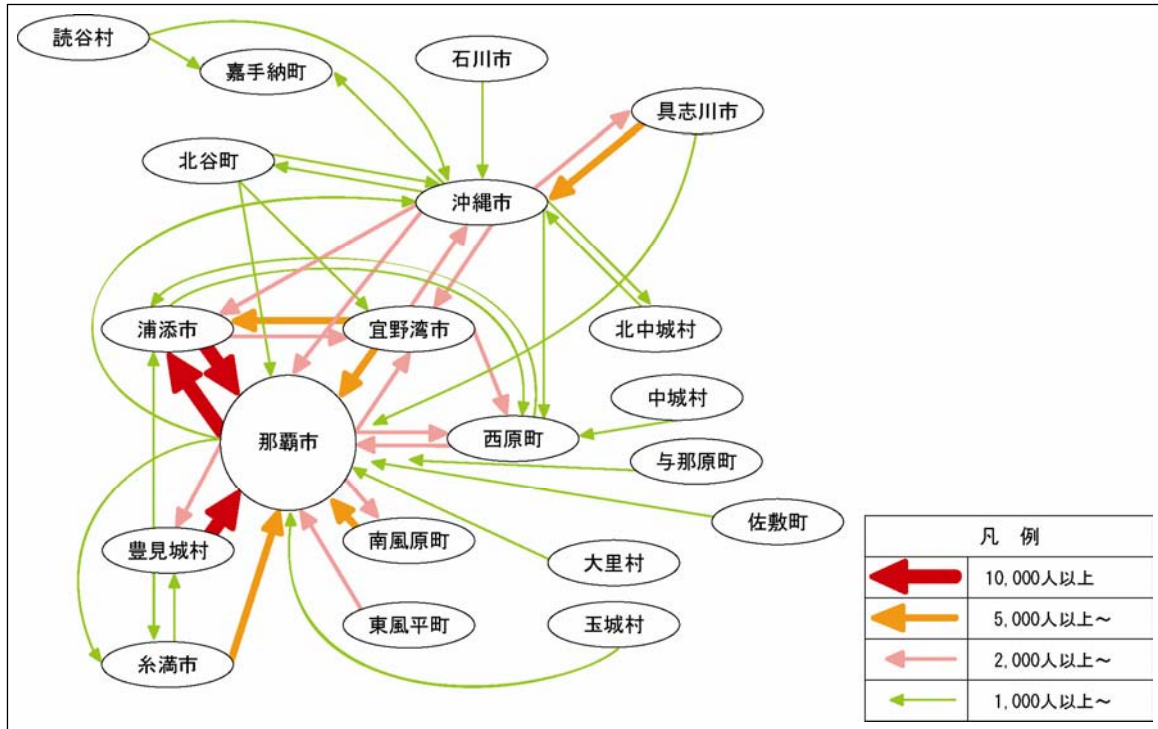 読谷村
嘉手納町
石川市
具志川市
北谷町
沖縄市
浦添市
宜野湾市
北中城村
中城村
那覇市
西原町
与那原町
佐敷町
豊見城村
南風原町
大里村
東風平町
玉城村
糸満市
凡 例
10,000人以上
5,000人以上～
2,000人以上～
1,000人以上～